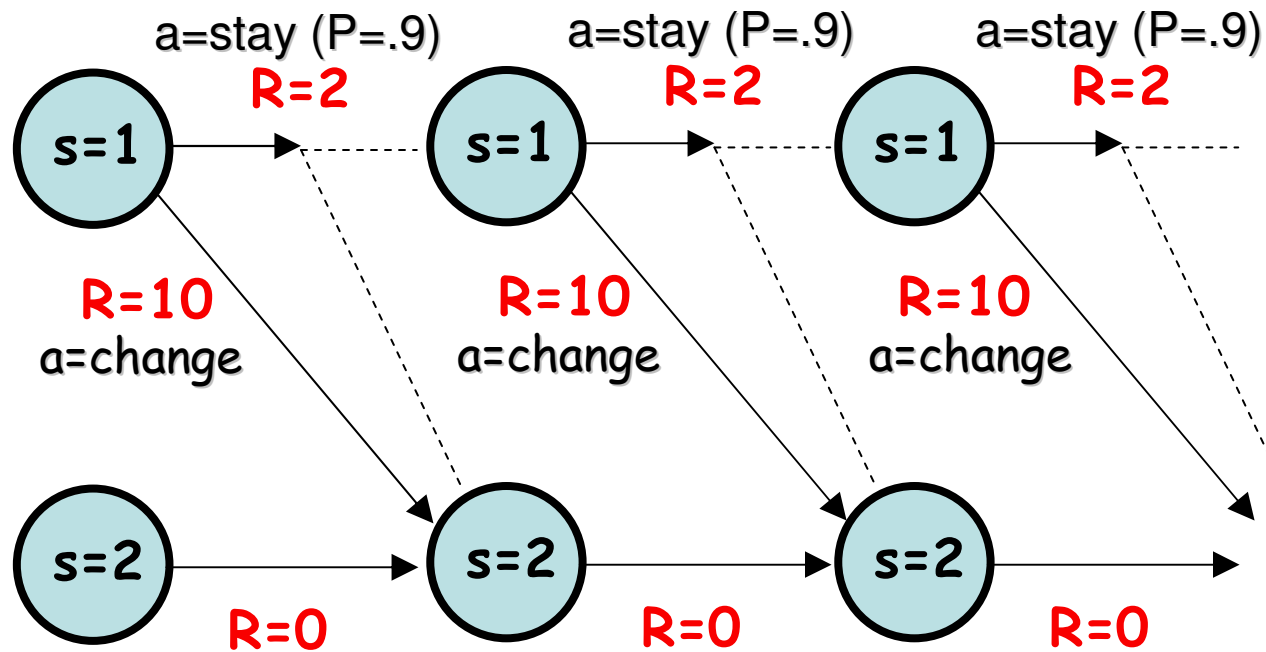 a=stay (P=.9) a=stay (P=.9) a=stay (P=.9)
R=2 R=2 R=2
s=1 s=1 s=1
R=10 R=10 R=10
a=change a=change a=change
s=2 s=2 s=2
R=0 R=0 R=0